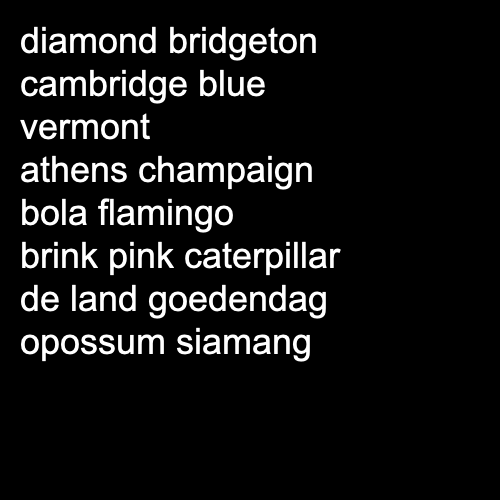 diamond bridgeton
cambridge blue
vermont
athens champaign
bola flamingo
brink pink caterpillar
de land goedendag
opossum siamang